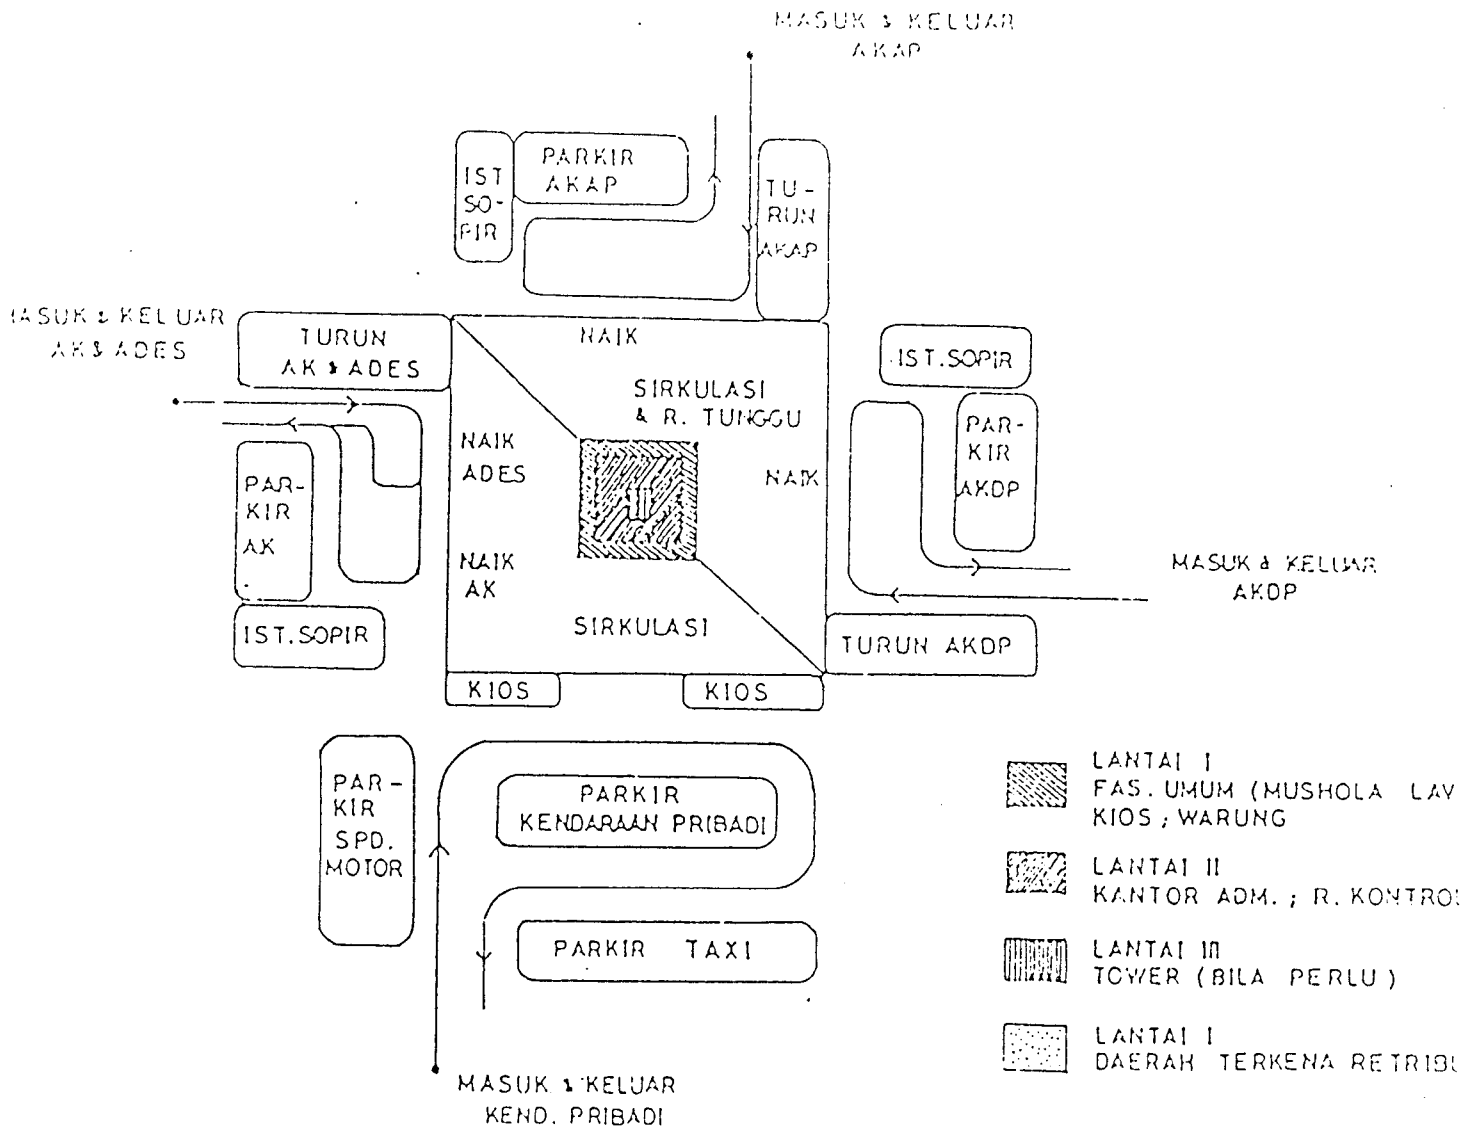 MASUK & KELUAR
AKAP
PARKIR
AKAP
IST
SO-
PIR
TU-
RUN
AKAP
MASUK & KELUAR
AK & ADES
TURUN
AK & ADES
NAIK
SIRKULASI
& R. TUNGGU
IST. SOPIR
PAR-
KIR
AKDP
NAIK
ADES
NAIK
PAR-
KIR
AK
NAIK
AK
MASUK & KELUAR
AKDP
IST. SOPIR
SIRKULASI
TURUN AKDP
KIOS
KIOS
PAR-
KIR
SPD.
MOTOR
PARKIR
KENDARAAN PRIBADI
PARKIR TAXI
MASUK & KELUAR
KEND. PRIBADI
LANTAI I
FAS. UMUM (MUSHOLA LAV
KIOS ; WARUNG
LANTAI II
KANTOR ADM. ; R. KONTROL
LANTAI III
TOWER (BILA PERLU)
LANTAI I
DAERAH TERKENA RETRIBU